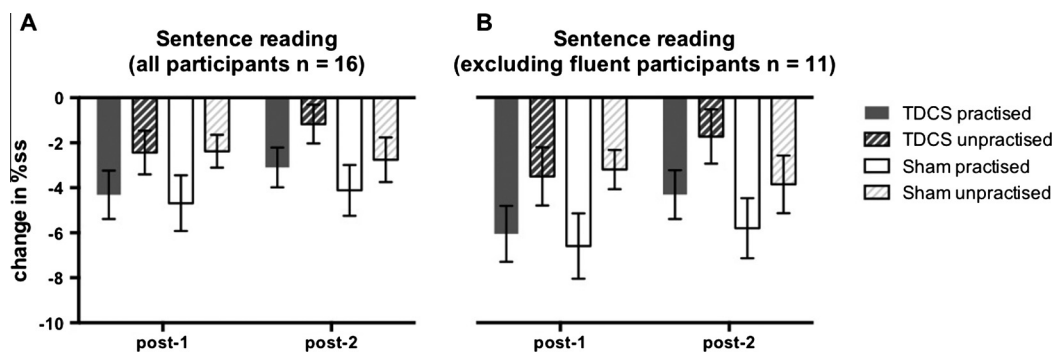 A
Sentence reading
(all participants n = 16)
B
Sentence reading
(excluding fluent participants n = 11)
change in %ss
0
-2
-4
-6
-8
-10
post-1
post-2
post-1
post-2
TDCS practised
TDCS unpractised
Sham practised
Sham unpractised